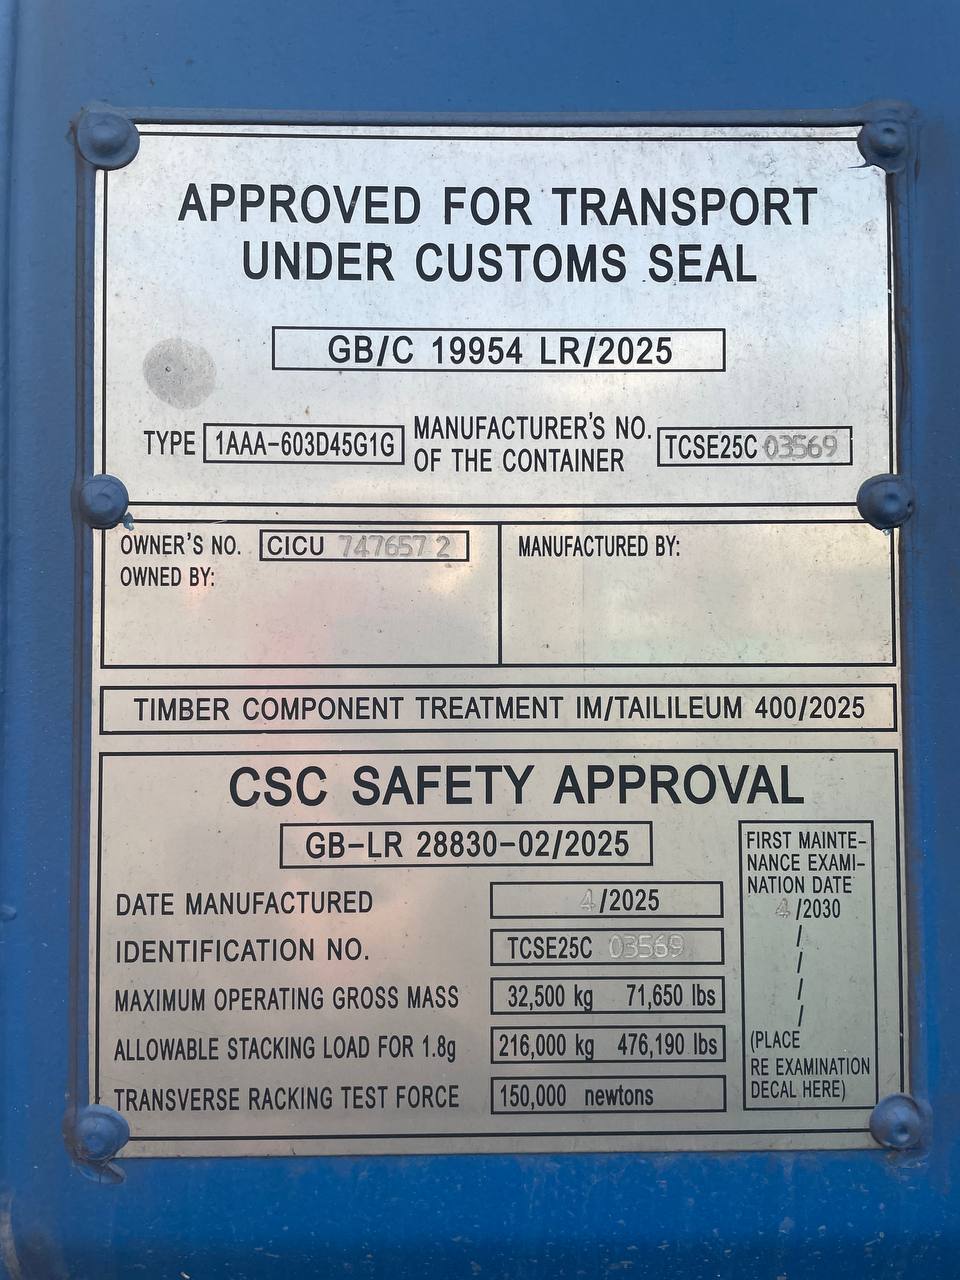 APPROVED FOR TRANSPORT
UNDER CUSTOMS SEAL
GB/C 19954 LR/2025
TYPE 1AAA-603D45G1G MANUFACTURER'S NO. OF THE CONTAINER TCSE25C 03569
OWNER'S NO. CICU 747657 2
OWNED BY:
MANUFACTURED BY:
TIMBER COMPONENT TREATMENT IM/TAILILEUM 400/2025
CSC SAFETY APPROVAL
GB-LR 28830-02/2025
DATE MANUFACTURED 4/2025
IDENTIFICATION NO. TCSE25C 03569
MAXIMUM OPERATING GROSS MASS 32,500 kg 71,650 lbs
ALLOWABLE STACKING LOAD FOR 1.8g 216,000 kg 476,190 lbs
TRANSVERSE RACKING TEST FORCE 150,000 newtons
FIRST MAINTE-
NANCE EXAMI-
NATION DATE
4/2030
/
/
/
/
(PLACE
RE EXAMINATION
DECAL HERE)